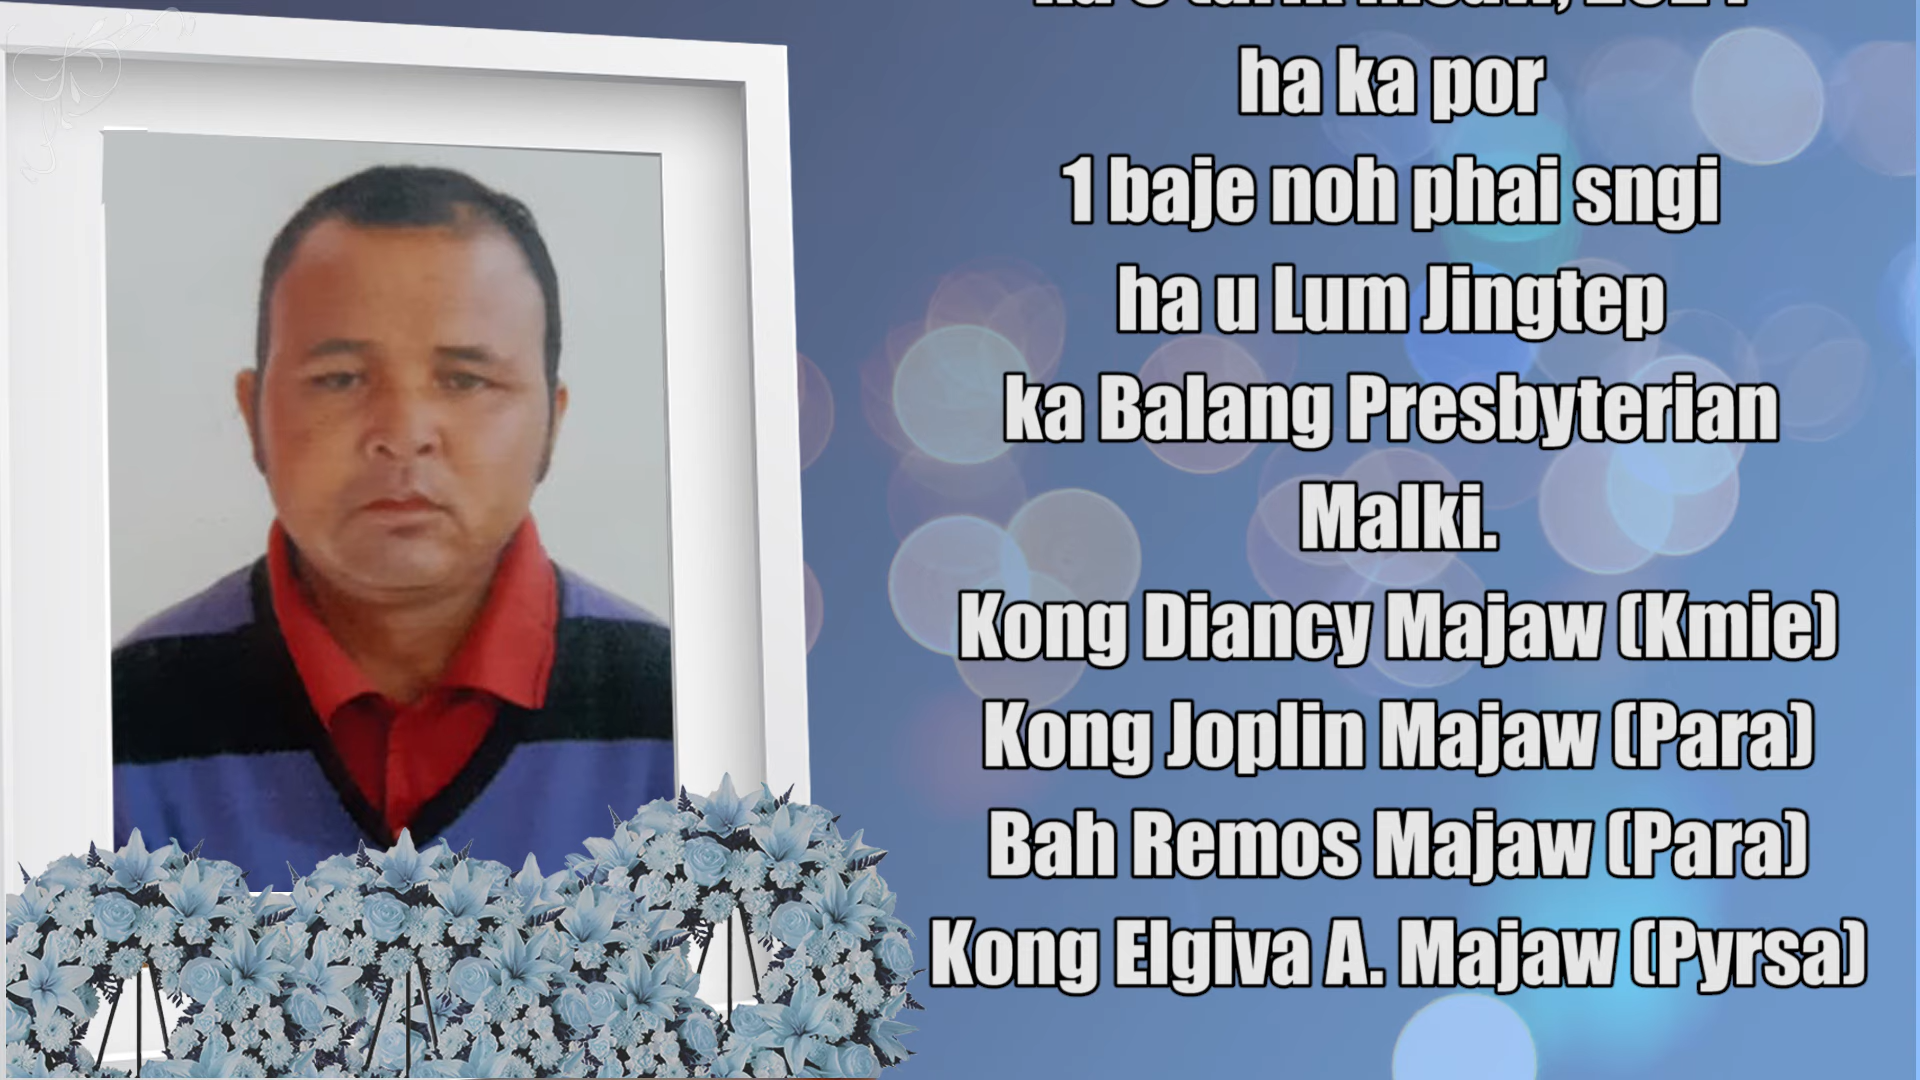 ha ka por
1 baje noh phai sngi
ha u Lum Jingtep
ka Balang Presbyterian
Malki.
Kong Diancy Majaw (Kmie)
Kong Joplin Majaw (Para)
Bah Remos Majaw (Para)
Kong Elgiva A. Majaw (Pyrsa)